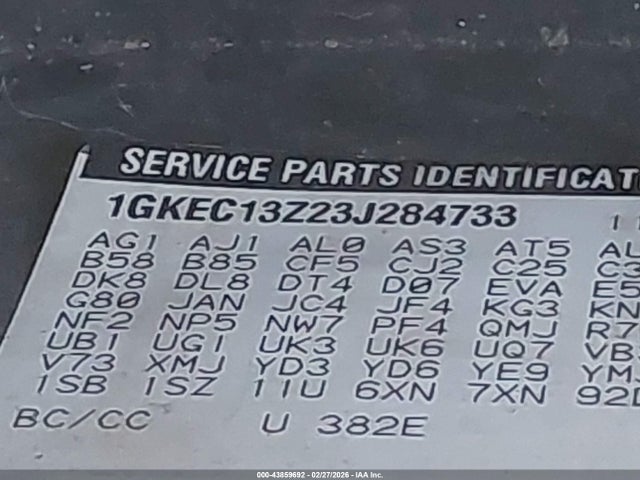 SERVICE PARTS
1GKEC13Z23J284733
AG1 AJ1 AL0 AS3 AT5
B58 B85 CF5 CJ2 C25
DK8 DL8 DT4 D07 EVA
G80 JAN JC4 JF4 KG3
NF2 NP5 NW7 PF4 QMJ
UB1 UG1 UK3 UK6 UQ7
V73 XMJ YD3 YD6 YE9
1SB 1SZ 11U 6XN 7XN
BC/CC U 382E
000-43859692 - 02/27/2026 - IAA Inc.